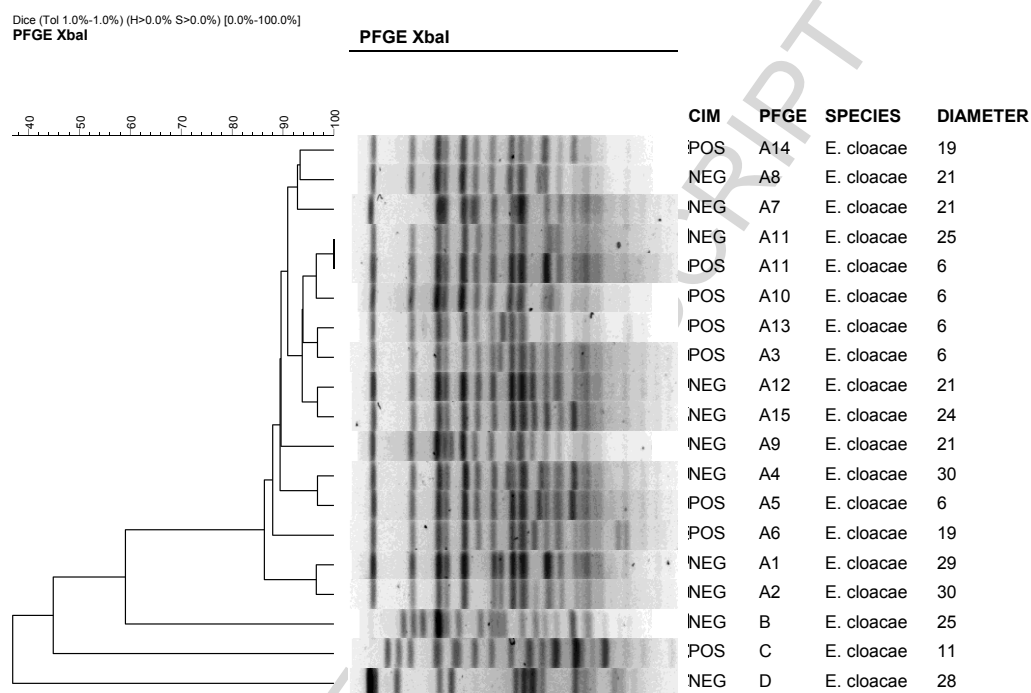 Dice (Tol 1.0%-1.0%) (H>0.0% S>0.0%) [0.0%-100.0%]
PFGE XbaI
PFGE XbaI
40 50 60 70 80 90 100
CIM PFGE SPECIES DIAMETER
POS A14 E. cloacae 19
NEG A8 E. cloacae 21
NEG A7 E. cloacae 21
NEG A11 E. cloacae 25
POS A11 E. cloacae 6
POS A10 E. cloacae 6
POS A13 E. cloacae 6
POS A3 E. cloacae 6
NEG A12 E. cloacae 21
NEG A15 E. cloacae 24
NEG A9 E. cloacae 21
NEG A4 E. cloacae 30
POS A5 E. cloacae 6
POS A6 E. cloacae 19
NEG A1 E. cloacae 29
NEG A2 E. cloacae 30
NEG B E. cloacae 25
POS C E. cloacae 11
NEG D E. cloacae 28
SCRIPT